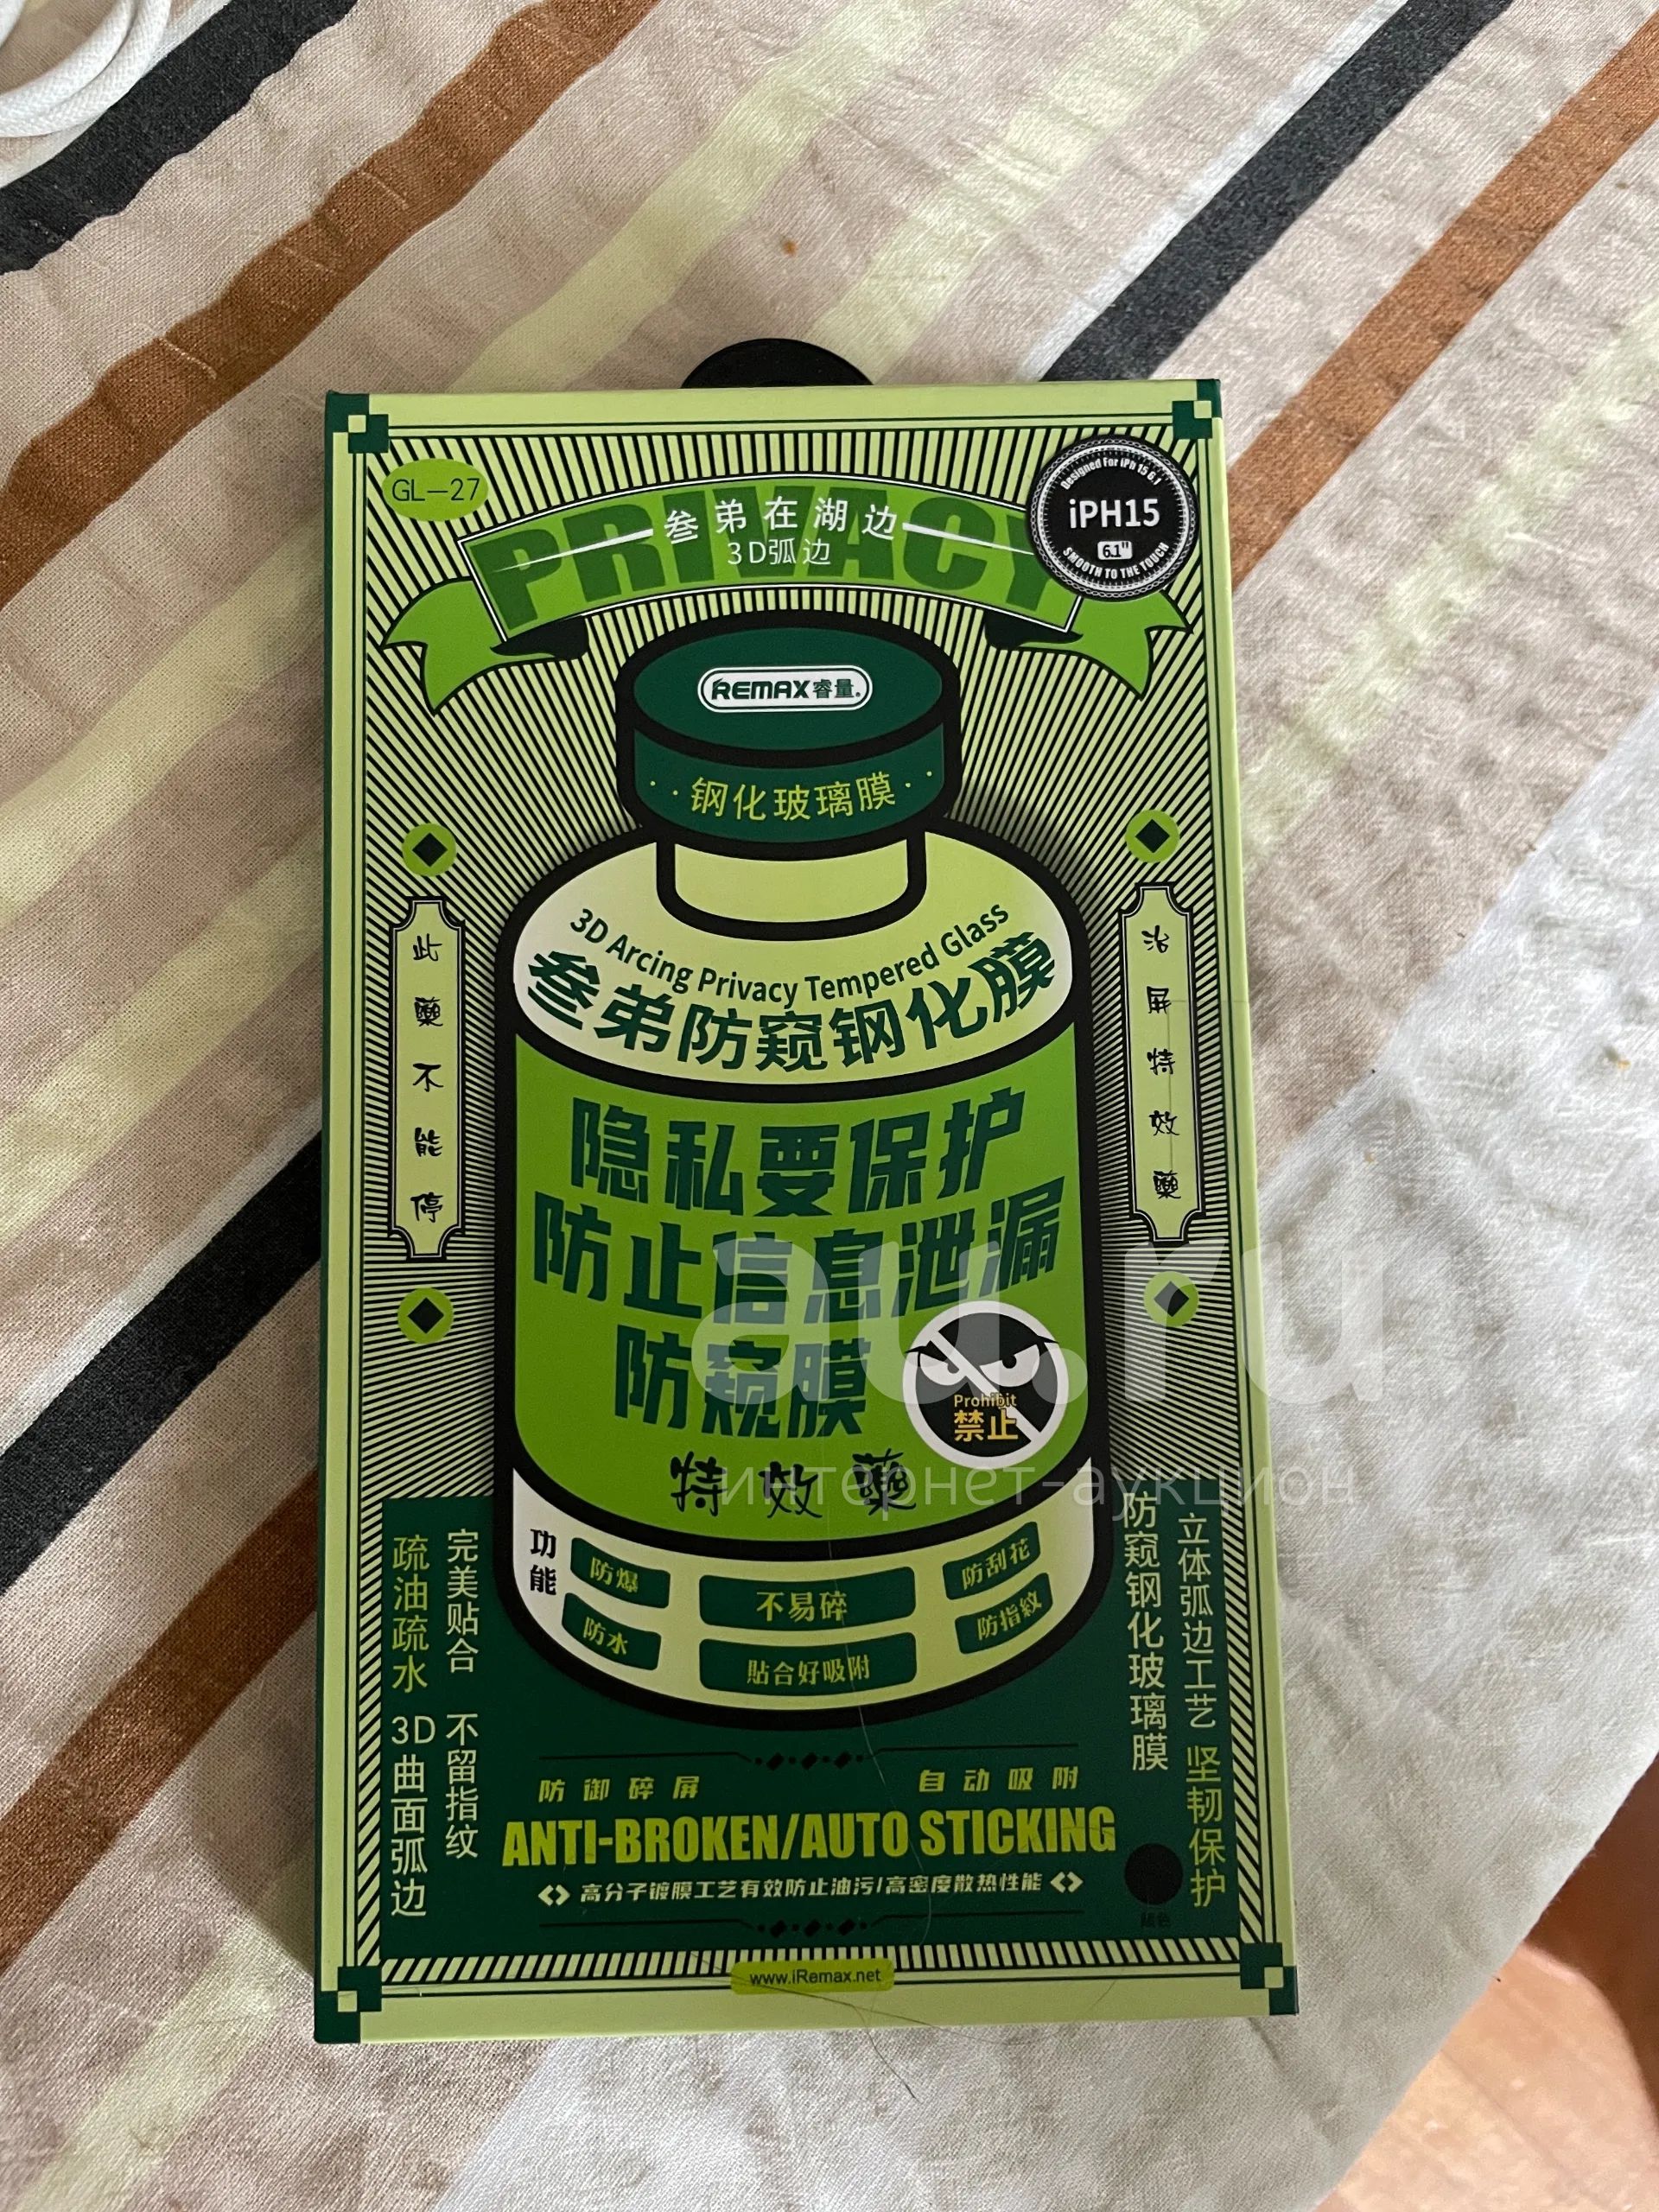 GL-27
PRIVACY
叁弟在湖边
3D弧边
Designed For iPh 15 6.1
iPH15
6.1"
SMOOTH TO THE TOUCH
REMAX睿量
钢化玻璃膜
3D Arcing Privacy Tempered Glass
叁弟防窥钢化膜
此藥不能停
治屏特效藥
隐私要保护
防止信息泄漏
防窥膜
Prohibit
禁止
特效藥
au.ru
интернет-аукцион
功能
防爆
不易碎
防刮花
防水
貼合好吸附
防指紋
完美贴合 不留指纹
疏油疏水 3D曲面弧边
立体弧边工艺 坚韧保护
防窥钢化玻璃膜
防御碎屏
自动吸附
ANTI-BROKEN/AUTO STICKING
高分子镀膜工艺有效防止油污/高密度散热性能
www.iRemax.net